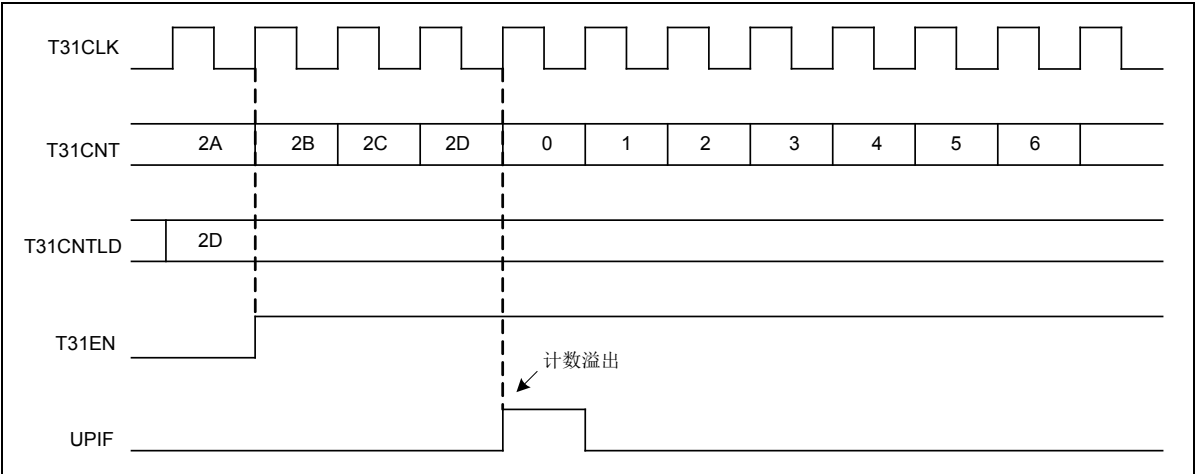 T31CLK
T31CNT 2A 2B 2C 2D 0 1 2 3 4 5 6
T31CNTLD 2D
T31EN
计数溢出
UPIF